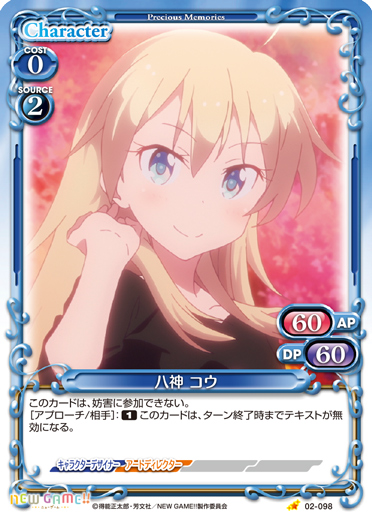 Precious Memories
Character
COST
0
SOURCE
2
60 AP
DP 60
八神 コウ
このカードは、妨害に参加できない。
[アプローチ/相手]:1このカードは、ターン終了時までテキストが無
効になる。
キャラクターデザイナー アートディレクター
NEW GAME!!
©得能正太郎・芳文社／NEW GAME!!製作委員会
02-098